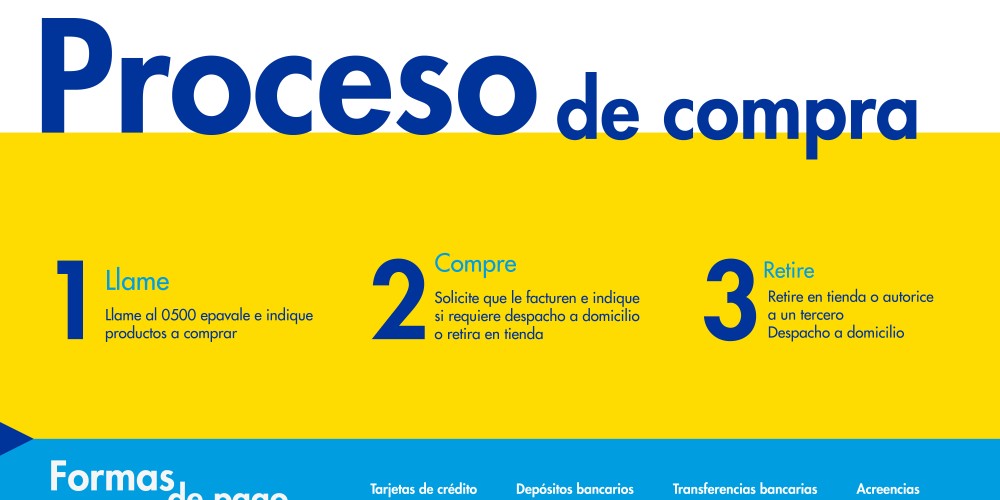 Proceso de compra
1 Llame
Llame al 0500 epavale e indique
productos a comprar
2 Compre
Solicite que le facturen e indique
si requiere despacho a domicilio
o retira en tienda
3 Retire
Retire en tienda o autorice
a un tercero
Despacho a domicilio
Formas
de pago
Tarjetas de crédito Depósitos bancarios Transferencias bancarias Acreencias